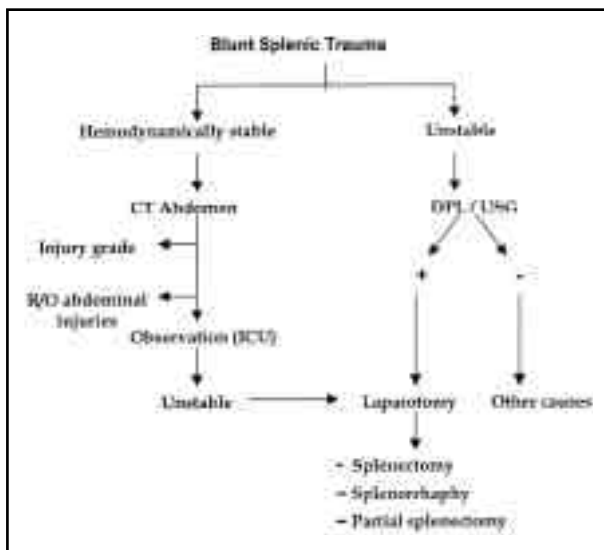 Blunt Splenic Trauma
Hemodynamically stable
Unstable
CT Abdomen
DPL / USG
Injury grade
+
-
R/O abdominal
injuries
Observation (ICU)
Unstable
Laparotomy
Other causes
- Splenectomy
- Splenorrhaphy
- Partial splenectomy